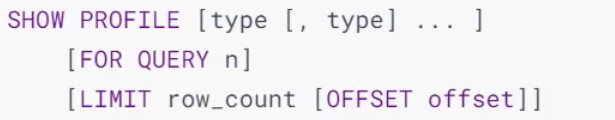 SHOW PROFILE [type [, type] ... ]
[FOR QUERY n]
[LIMIT row_count [OFFSET offset]]